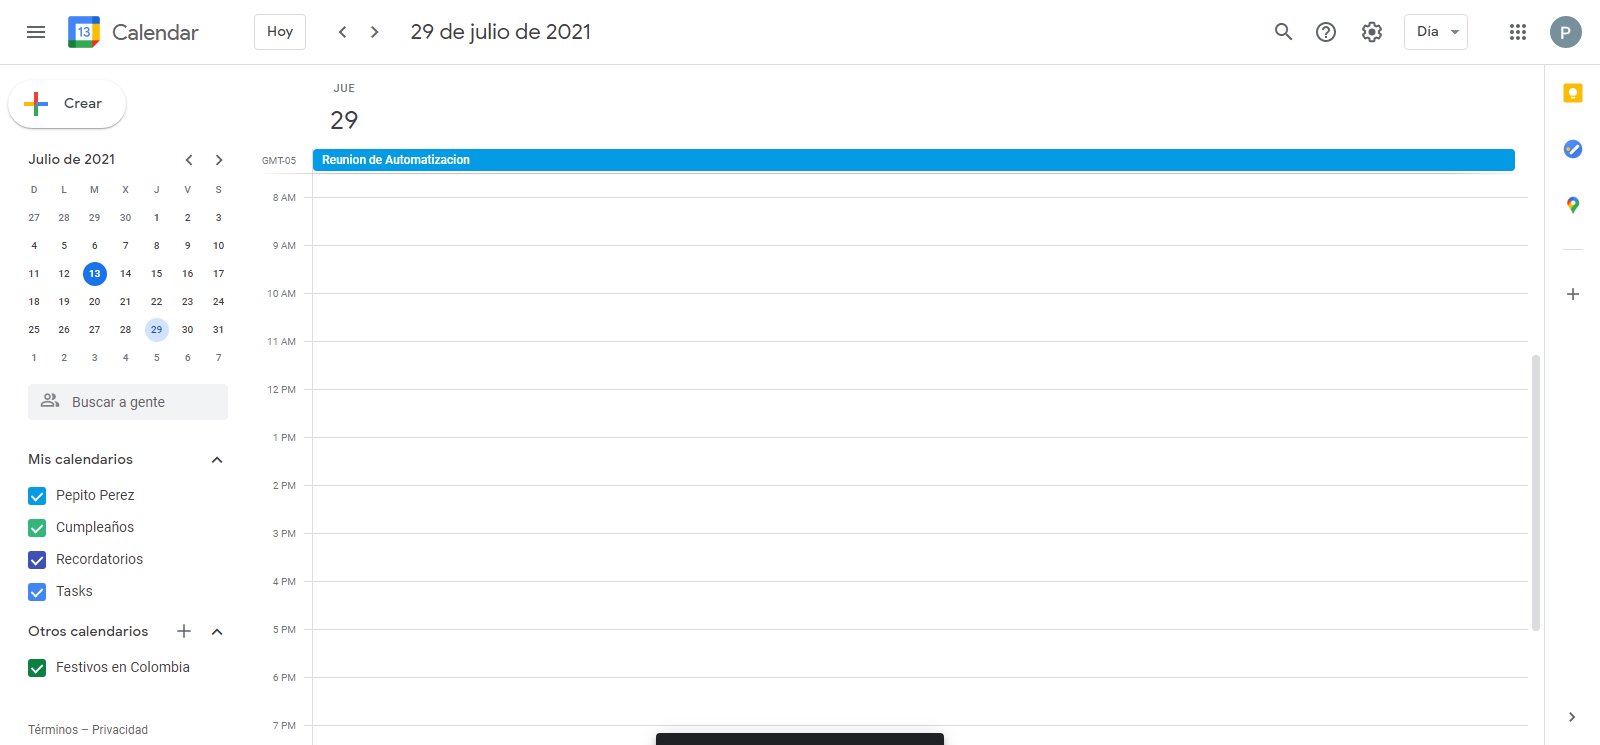 13 Calendar Hoy 29 de julio de 2021 Día P
Crear
Julio de 2021
D L M X J V S
27 28 29 30 1 2 3
4 5 6 7 8 9 10
11 12 13 14 15 16 17
18 19 20 21 22 23 24
25 26 27 28 29 30 31
1 2 3 4 5 6 7
Buscar a gente
Mis calendarios
Pepito Perez
Cumpleaños
Recordatorios
Tasks
Otros calendarios
Festivos en Colombia
Términos – Privacidad
JUE
29
GMT-05 Reunion de Automatizacion
8 AM
9 AM
10 AM
11 AM
12 PM
1 PM
2 PM
3 PM
4 PM
5 PM
6 PM
7 PM